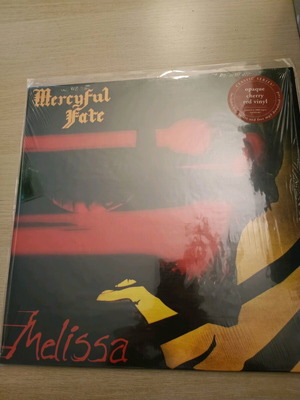 Mercyful
Fate
opaque
cherry
red vinyl
Melissa